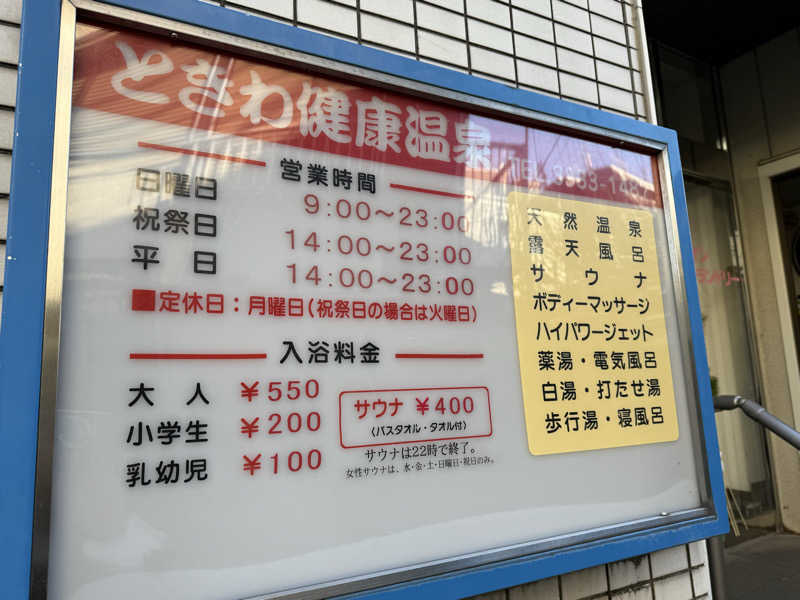 ときわ健康温泉
営業時間
日曜日 9:00〜23:00
祝祭日 14:00〜23:00
平日 14:00〜23:00
■定休日：月曜日(祝祭日の場合は火曜日)
入浴料金
大人 ¥550
小学生 ¥200
乳幼児 ¥100
サウナ ¥400
(バスタオル・タオル付)
サウナは22時で終了。
女性サウナは、水・金・土・日曜日・祝日のみ。
天然温泉
露天風呂
サウナ
ボディーマッサージ
ハイパワージェット
薬湯・電気風呂
白湯・打たせ湯
歩行湯・寝風呂